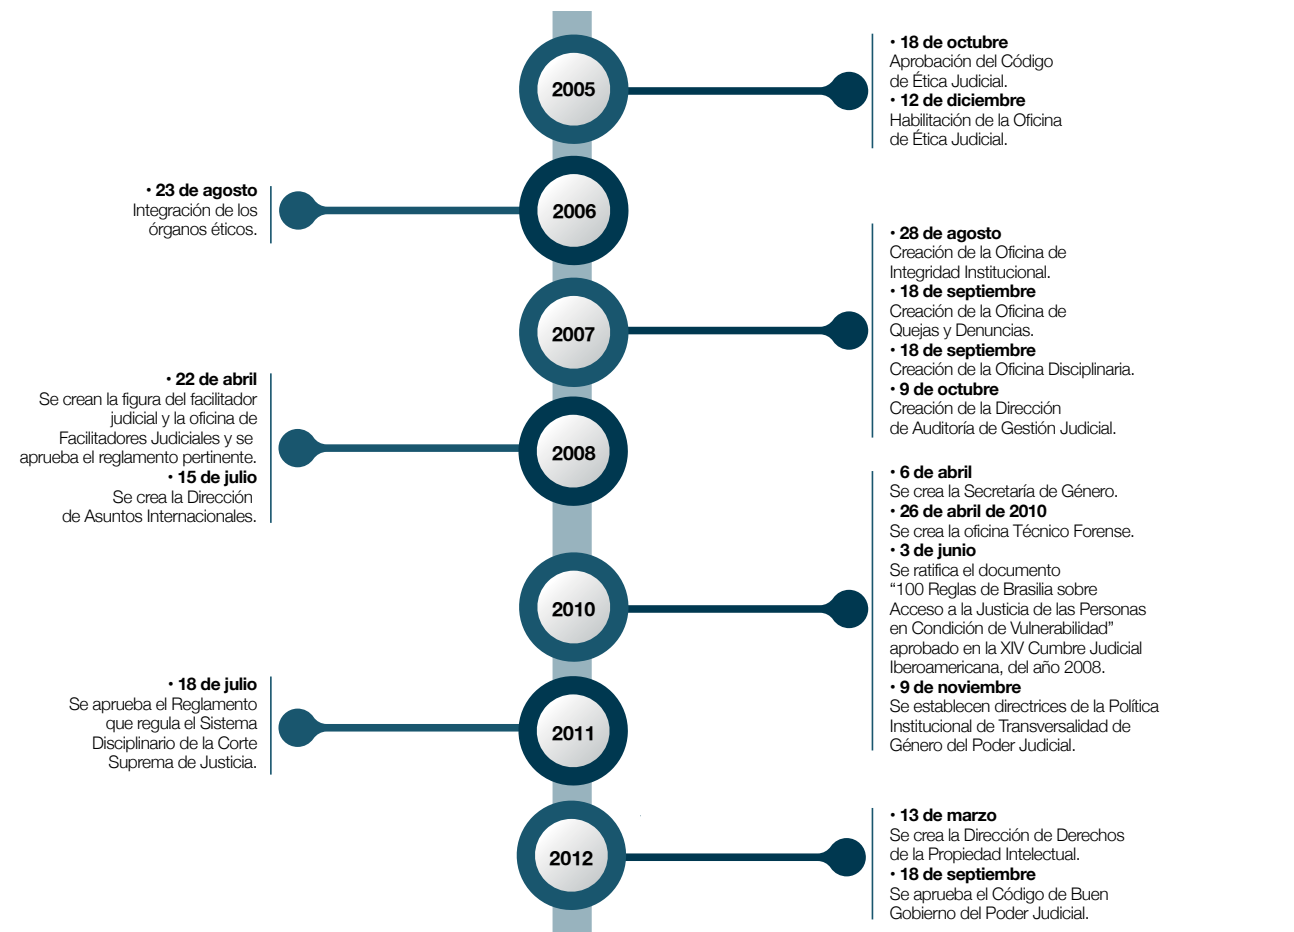 2005
• 18 de octubre
Aprobación del Código
de Ética Judicial.
• 12 de diciembre
Habilitación de la Oficina
de Ética Judicial.
2006
• 23 de agosto
Integración de los
órganos éticos.
2007
• 28 de agosto
Creación de la Oficina de
Integridad Institucional.
• 18 de septiembre
Creación de la Oficina de
Quejas y Denuncias.
• 18 de septiembre
Creación de la Oficina Disciplinaria.
• 9 de octubre
Creación de la Dirección
de Auditoría de Gestión Judicial.
2008
• 22 de abril
Se crean la figura del facilitador
judicial y la oficina de
Facilitadores Judiciales y se
aprueba el reglamento pertinente.
• 15 de julio
Se crea la Dirección
de Asuntos Internacionales.
2010
• 6 de abril
Se crea la Secretaría de Género.
• 26 de abril de 2010
Se crea la oficina Técnico Forense.
• 3 de junio
Se ratifica el documento
“100 Reglas de Brasilia sobre
Acceso a la Justicia de las Personas
en Condición de Vulnerabilidad”
aprobado en la XIV Cumbre Judicial
Iberoamericana, del año 2008.
• 9 de noviembre
Se establecen directrices de la Política
Institucional de Transversalidad de
Género del Poder Judicial.
2011
• 18 de julio
Se aprueba el Reglamento
que regula el Sistema
Disciplinario de la Corte
Suprema de Justicia.
2012
• 13 de marzo
Se crea la Dirección de Derechos
de la Propiedad Intelectual.
• 18 de septiembre
Se aprueba el Código de Buen
Gobierno del Poder Judicial.